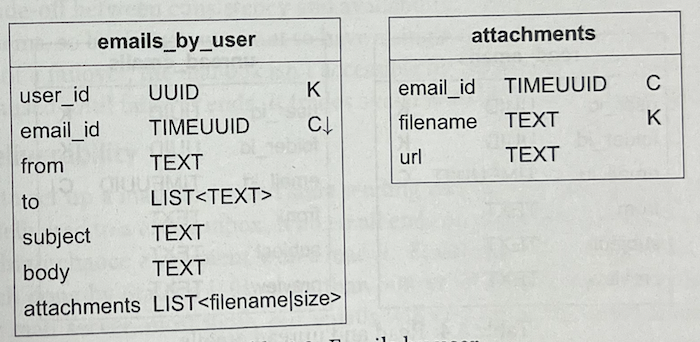 emails_by_user
user_id UUID K
email_id TIMEUUID C↓
from TEXT
to LIST<TEXT>
subject TEXT
body TEXT
attachments LIST<filename|size>
attachments
email_id TIMEUUID C
filename TEXT K
url TEXT